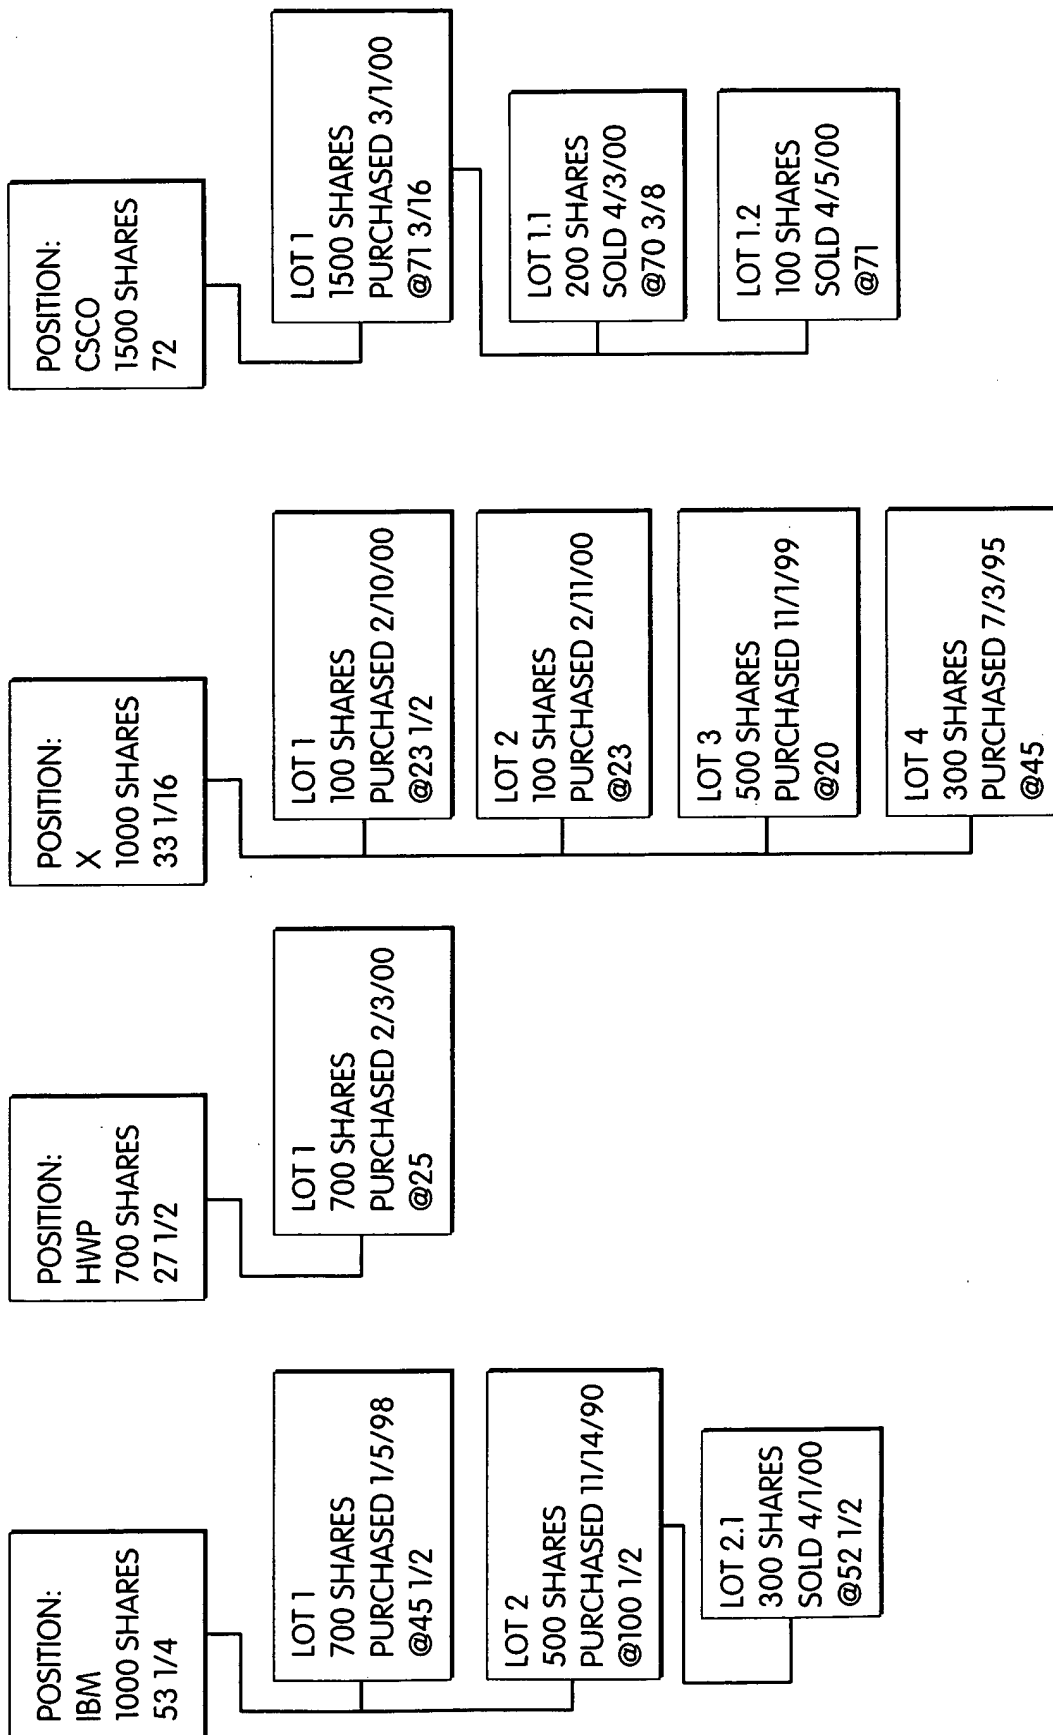 POSITION:
IBM
1000 SHARES
53 1/4
LOT 1
700 SHARES
PURCHASED 1/5/98
@45 1/2
LOT 2
500 SHARES
PURCHASED 11/14/90
@100 1/2
LOT 2.1
300 SHARES
SOLD 4/1/00
@52 1/2
POSITION:
HWP
700 SHARES
27 1/2
LOT 1
700 SHARES
PURCHASED 2/3/00
@25
POSITION:
X
1000 SHARES
33 1/16
LOT 1
100 SHARES
PURCHASED 2/10/00
@23 1/2
LOT 2
100 SHARES
PURCHASED 2/11/00
@23
LOT 3
500 SHARES
PURCHASED 11/1/99
@20
LOT 4
300 SHARES
PURCHASED 7/3/95
@45
POSITION:
CSCO
1500 SHARES
72
LOT 1
1500 SHARES
PURCHASED 3/1/00
@71 3/16
LOT 1.1
200 SHARES
SOLD 4/3/00
@70 3/8
LOT 1.2
100 SHARES
SOLD 4/5/00
@71